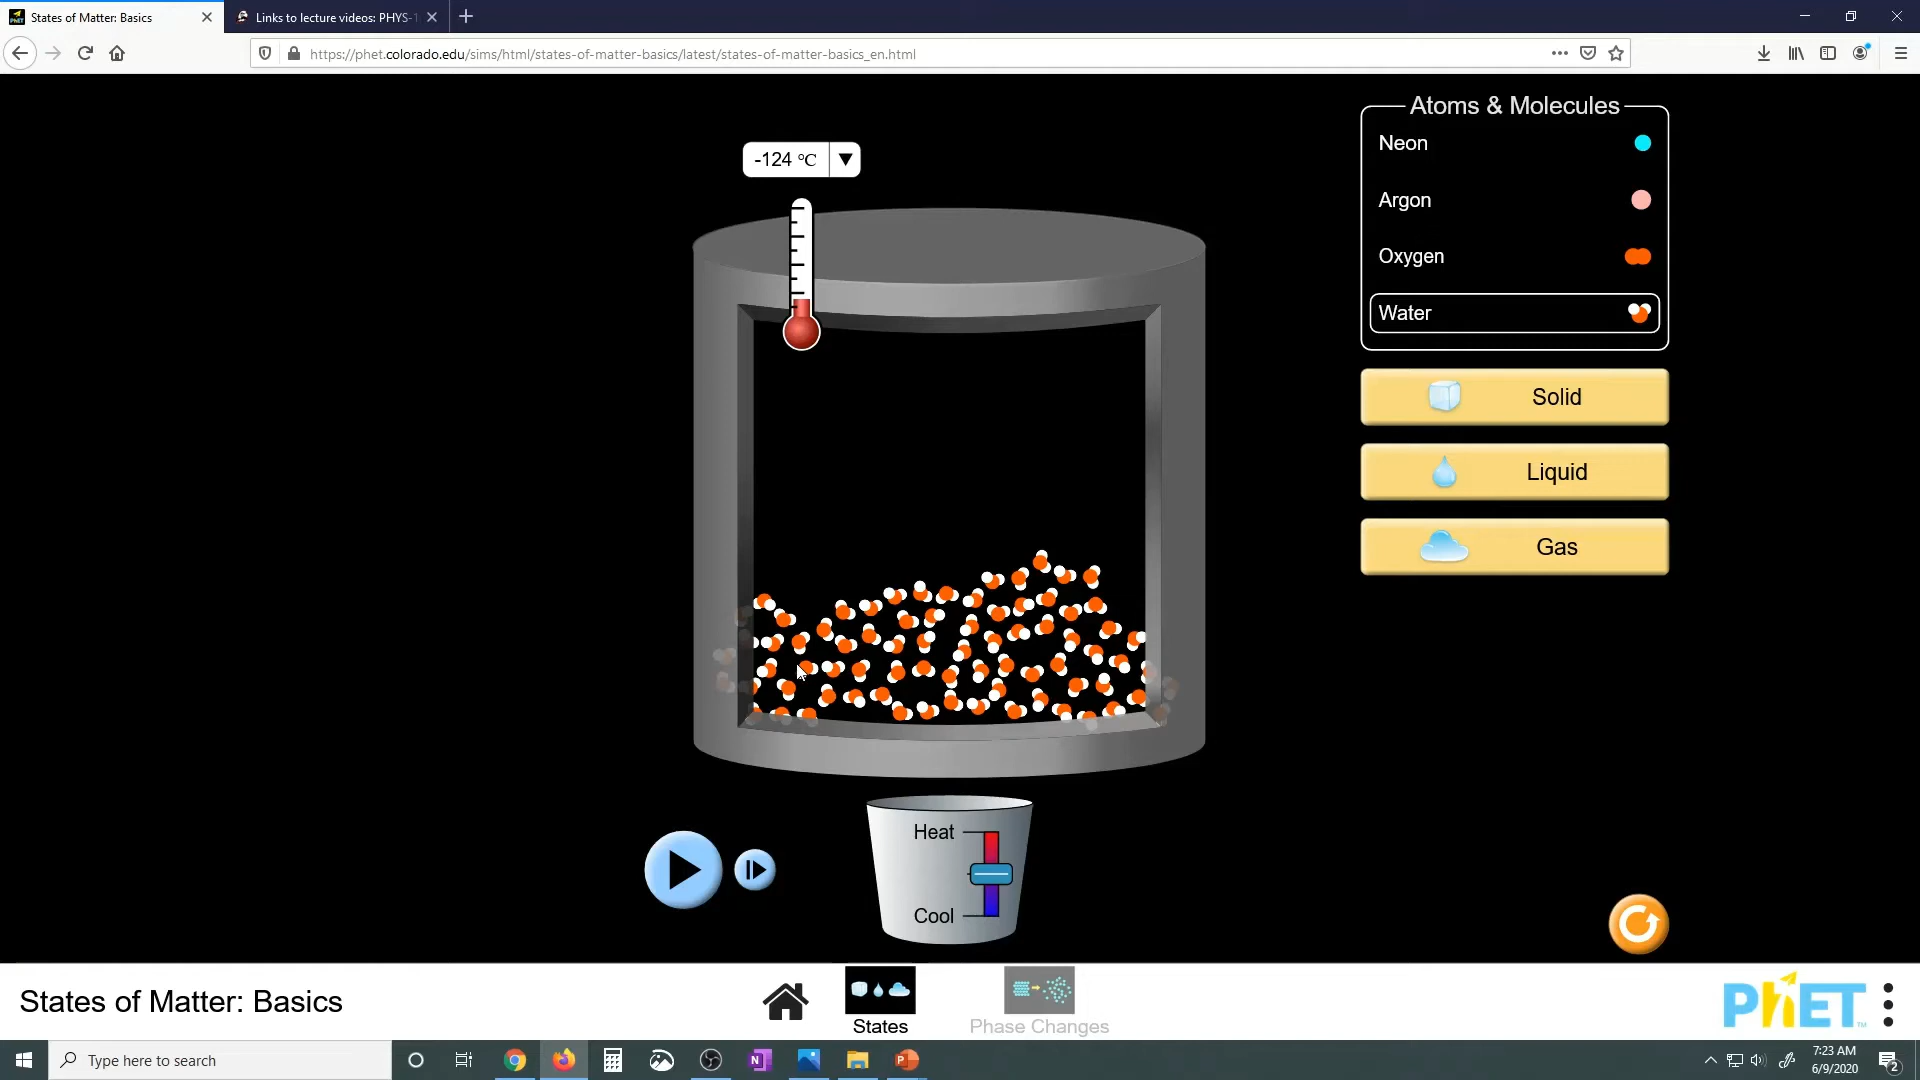 States of Matter: Basics
Links to lecture videos: PHYS-1
https://phet.colorado.edu/sims/html/states-of-matter-basics/latest/states-of-matter-basics_en.html
Atoms & Molecules
Neon
-124 °C
Argon
Oxygen
Water
Solid
Liquid
Gas
Heat
Cool
States of Matter: Basics
States
Phase Changes
PhET
Type here to search
7:23 AM
6/9/2020
2